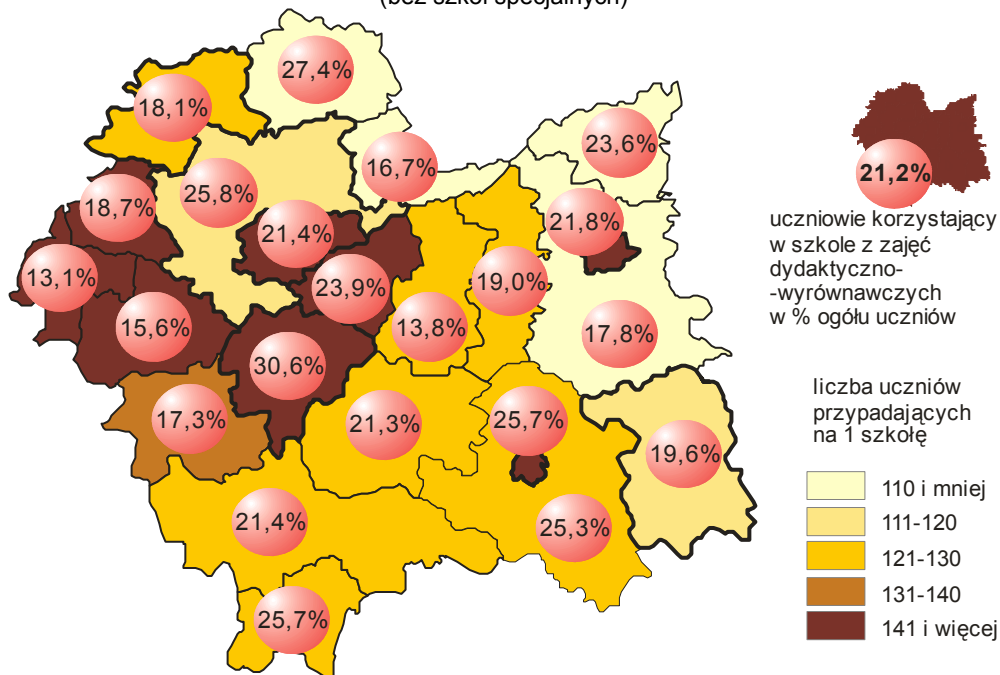 (bez szkół specjalnych)
27,4%
18,1%
23,6%
16,7%
21,2%
25,8%
18,7%
21,8%
21,4%
uczniowie korzystający
w szkole z zajęć
dydaktyczno-
-wyrównawczych
w % ogółu uczniów
13,1%
23,9%
19,0%
15,6%
13,8%
17,8%
30,6%
liczba uczniów
przypadających
na 1 szkołę
17,3%
21,3%
25,7%
19,6%
110 i mniej
111-120
121-130
131-140
141 i więcej
21,4%
25,3%
25,7%